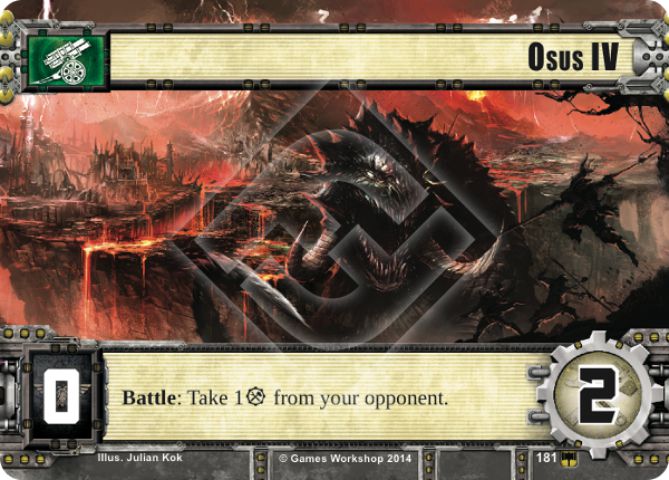 Osus IV
0
Battle: Take 1 from your opponent.
2
Illus. Julian Kok
© Games Workshop 2014
181